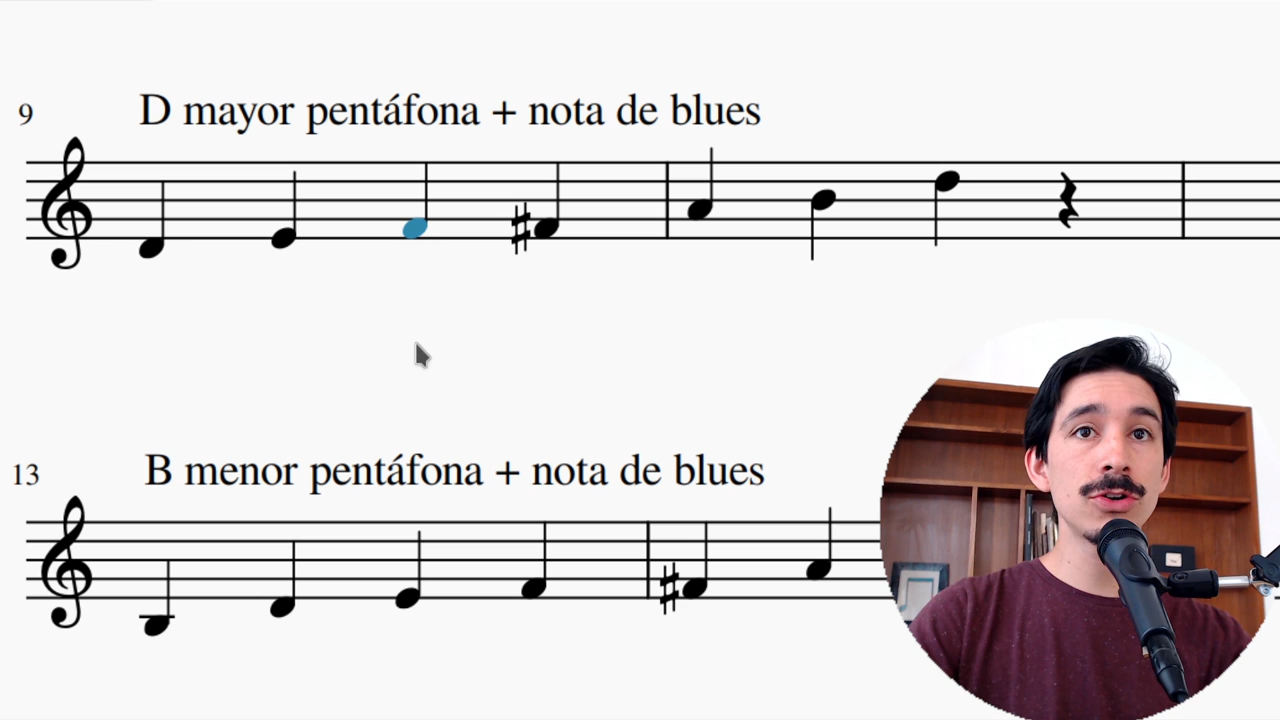 9
D mayor pentáfona + nota de blues
13
B menor pentáfona + nota de blues